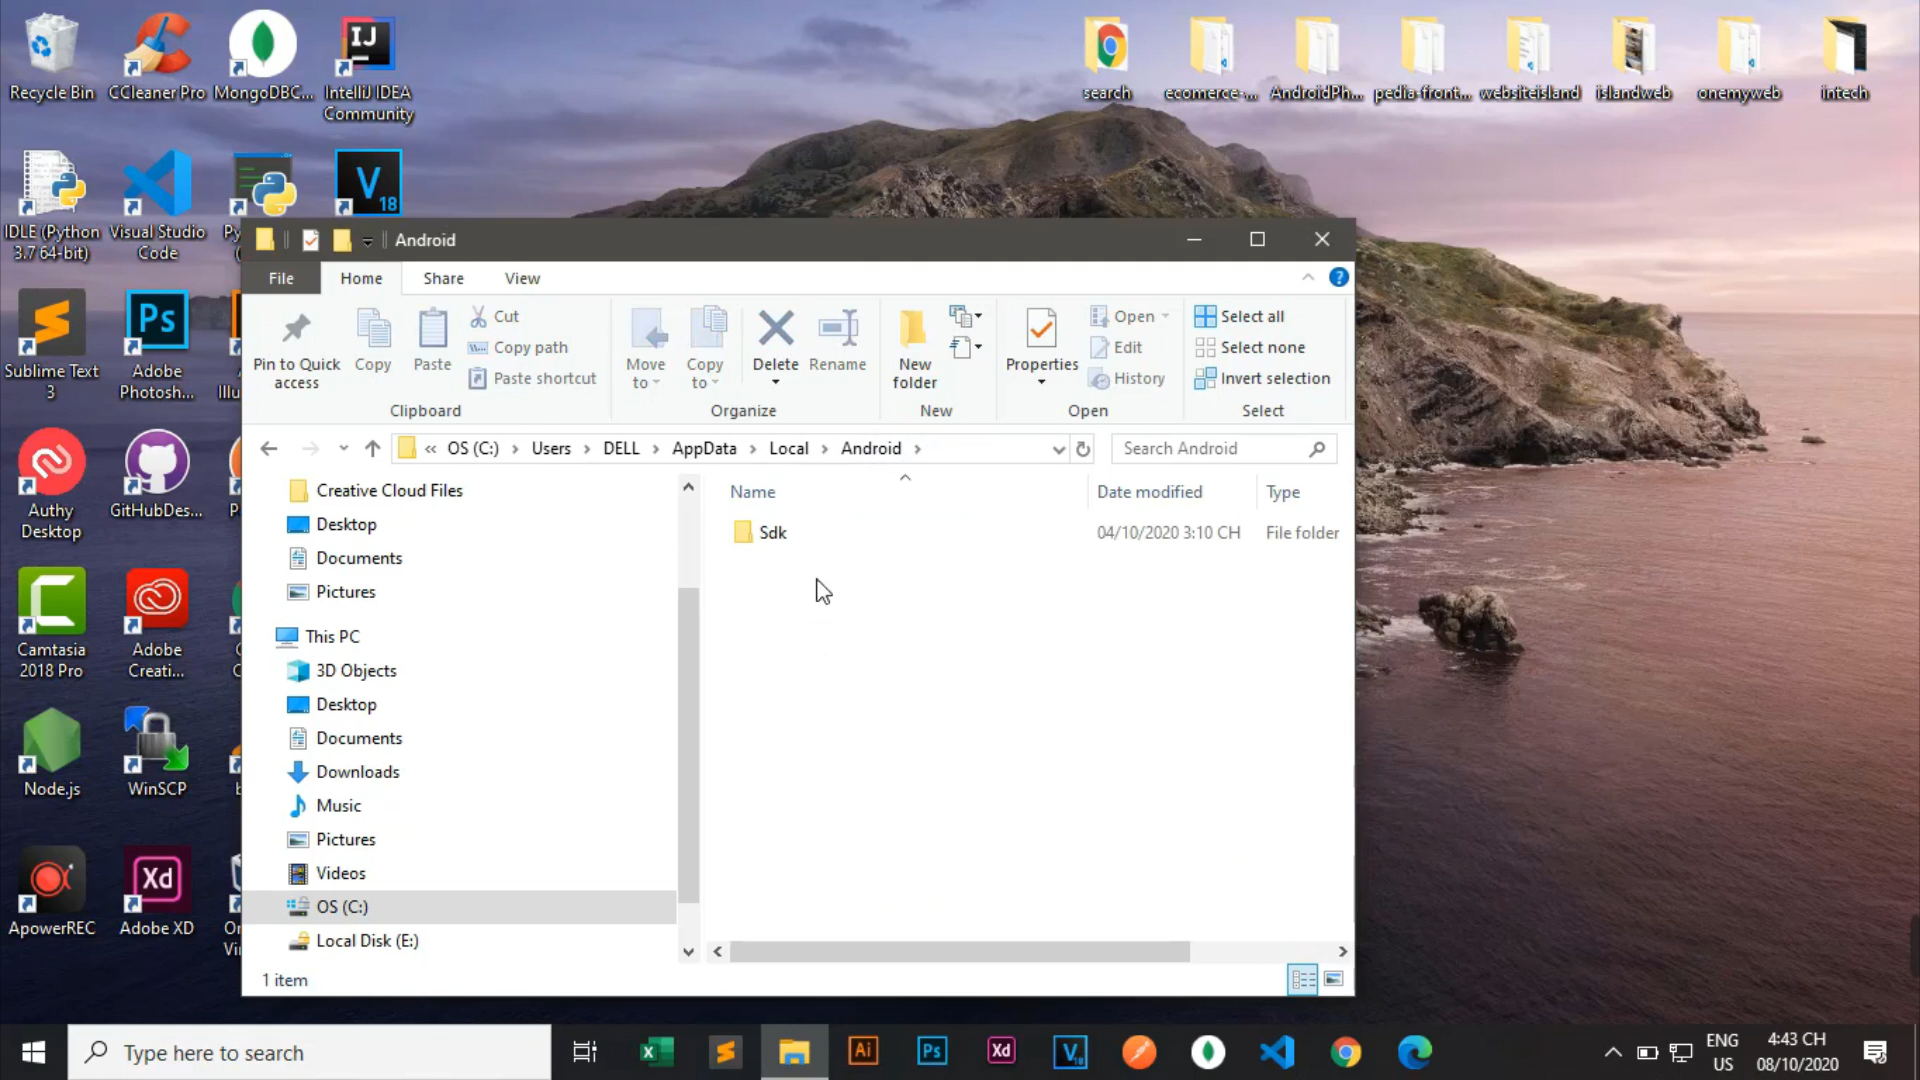 Recycle Bin
CCleaner Pro
MongoDBC...
IntelliJ IDEA
Community
search
ecomerce-...
AndroidPh...
pedia-front...
websiteisland
islandweb
onemyweb
intech
IDLE (Python
3.7 64-bit)
Visual Studio
Code
V
18
Android
File
Home
Share
View
Sublime Text
3
Adobe
Photosh...
Pin to Quick
access
Copy
Paste
Cut
Copy path
Paste shortcut
Clipboard
Move
to
Copy
to
Delete
Rename
Organize
New
folder
New
Properties
Open
Edit
History
Open
Select all
Select none
Invert selection
Select
« OS (C:) › Users › DELL › AppData › Local › Android ›
Search Android
Authy
Desktop
GitHubDes...
Creative Cloud Files
Desktop
Documents
Pictures
This PC
3D Objects
Desktop
Documents
Downloads
Music
Pictures
Videos
OS (C:)
Local Disk (E:)
Name
Date modified
Type
Sdk
04/10/2020 3:10 CH
File folder
Camtasia
2018 Pro
Adobe
Creati...
Node.js
WinSCP
ApowerREC
Xd
Adobe XD
1 item
Type here to search
Ai
Ps
Xd
ENG
US
4:43 CH
08/10/2020